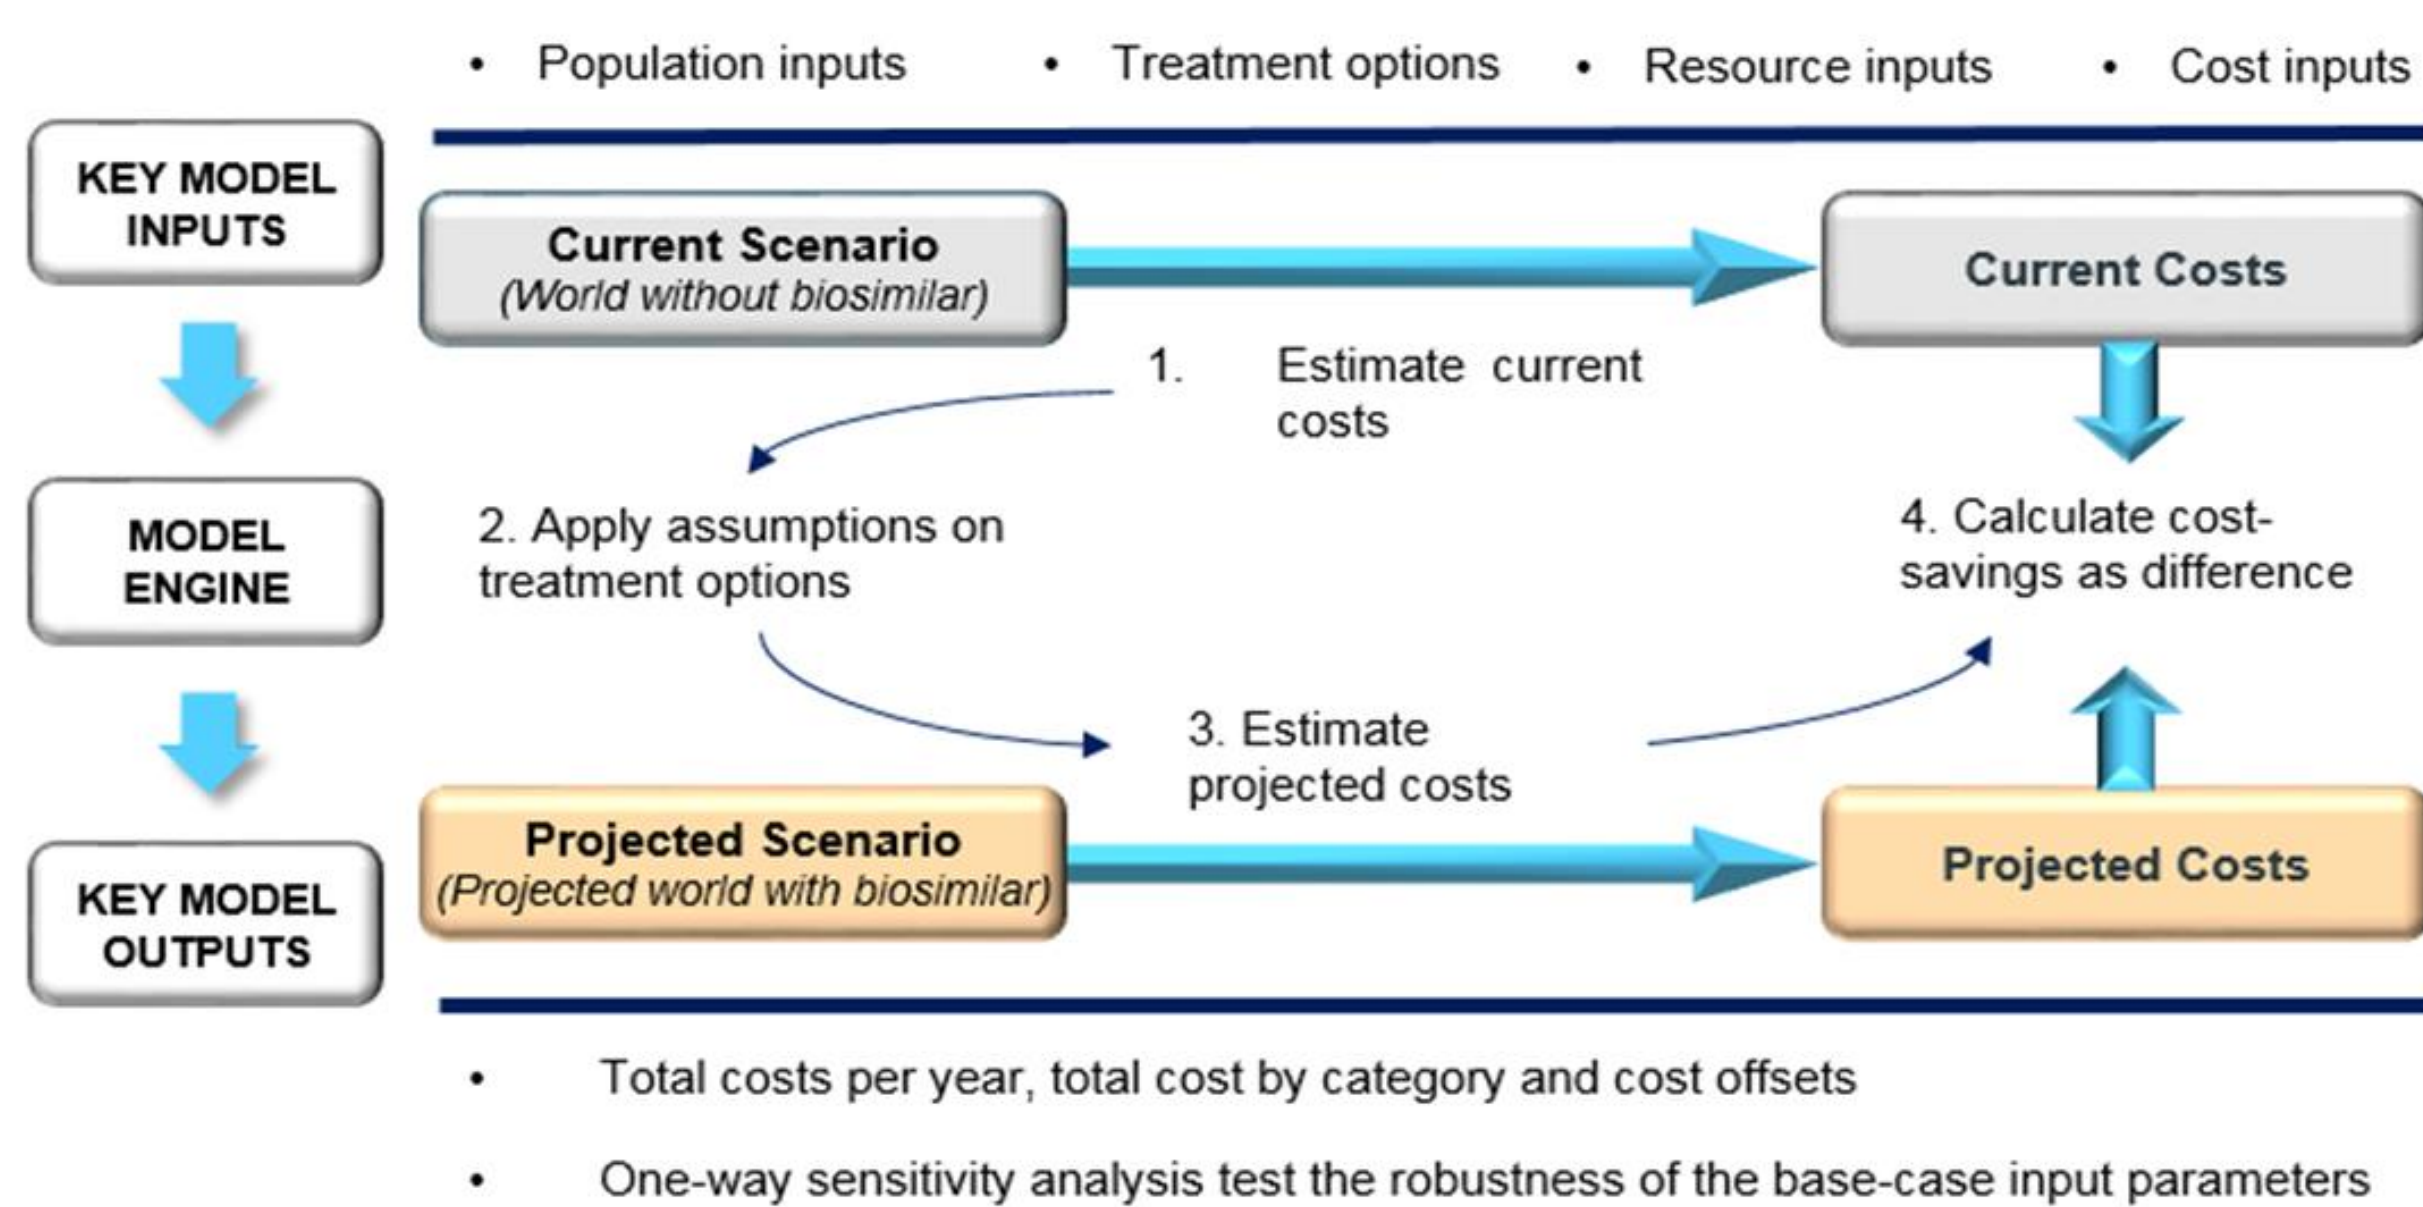 • Population inputs • Treatment options • Resource inputs • Cost inputs
KEY MODEL
INPUTS
Current Scenario
(World without biosimilar)
Current Costs
1. Estimate current
costs
MODEL
ENGINE
2. Apply assumptions on
treatment options
4. Calculate cost-
savings as difference
3. Estimate
projected costs
KEY MODEL
OUTPUTS
Projected Scenario
(Projected world with biosimilar)
Projected Costs
• Total costs per year, total cost by category and cost offsets
• One-way sensitivity analysis test the robustness of the base-case input parameters